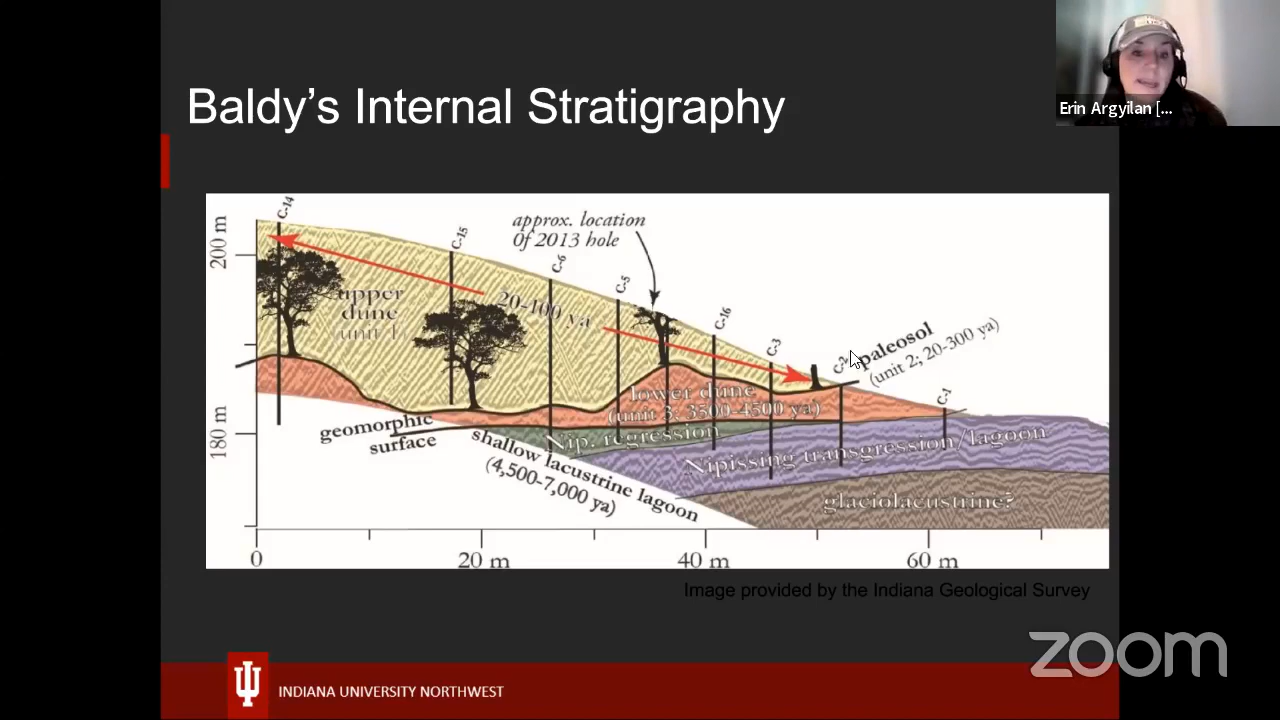 Baldy's Internal Stratigraphy
Erin Argyilan [...
200 m
180 m
C-14
C-15
C-6
C-5
C-16
C-3
C-2
C-1
approx. location
0f 2013 hole
upper
dune
(unit 1)
20-100 ya
paleosol
(unit 2; 20-300 ya)
lower dune
(unit 3; 3500-4500 ya)
geomorphic
surface
Nip. regression
shallow lacustrine lagoon
(4,500-7,000 ya)
Nipissing transgression/lagoon
glaciolacustrine?
0
20 m
40 m
60 m
Image provided by the Indiana Geological Survey
INDIANA UNIVERSITY NORTHWEST
zoom